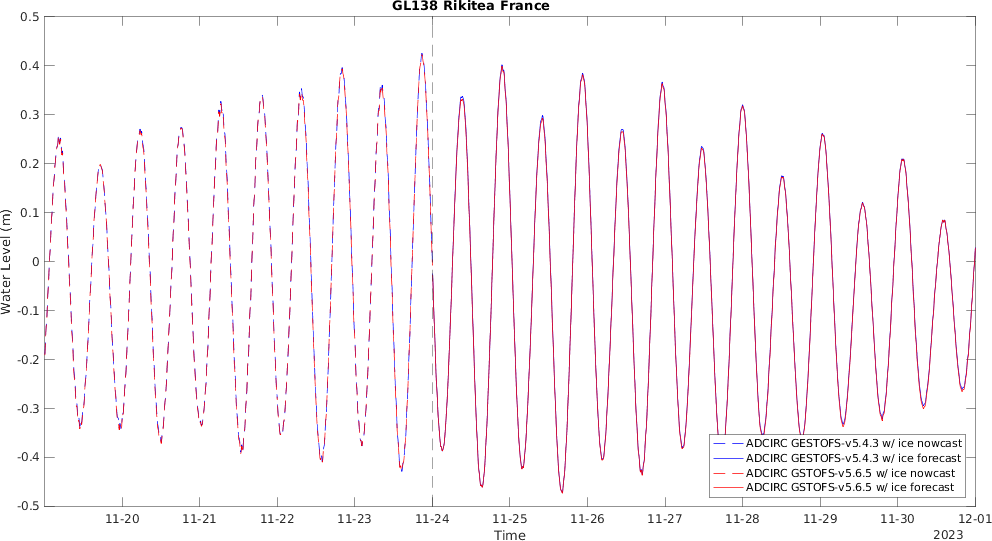 GL138 Rikitea France
0.5
0.4
0.3
0.2
0.1
0
-0.1
-0.2
-0.3
-0.4
-0.5
Water Level (m)
ADCIRC GESTOFS-v5.4.3 w/ ice nowcast
ADCIRC GESTOFS-v5.4.3 w/ ice forecast
ADCIRC GSTOFS-v5.6.5 w/ ice nowcast
ADCIRC GSTOFS-v5.6.5 w/ ice forecast
11-20 11-21 11-22 11-23 11-24 11-25 11-26 11-27 11-28 11-29 11-30 12-01
Time
2023